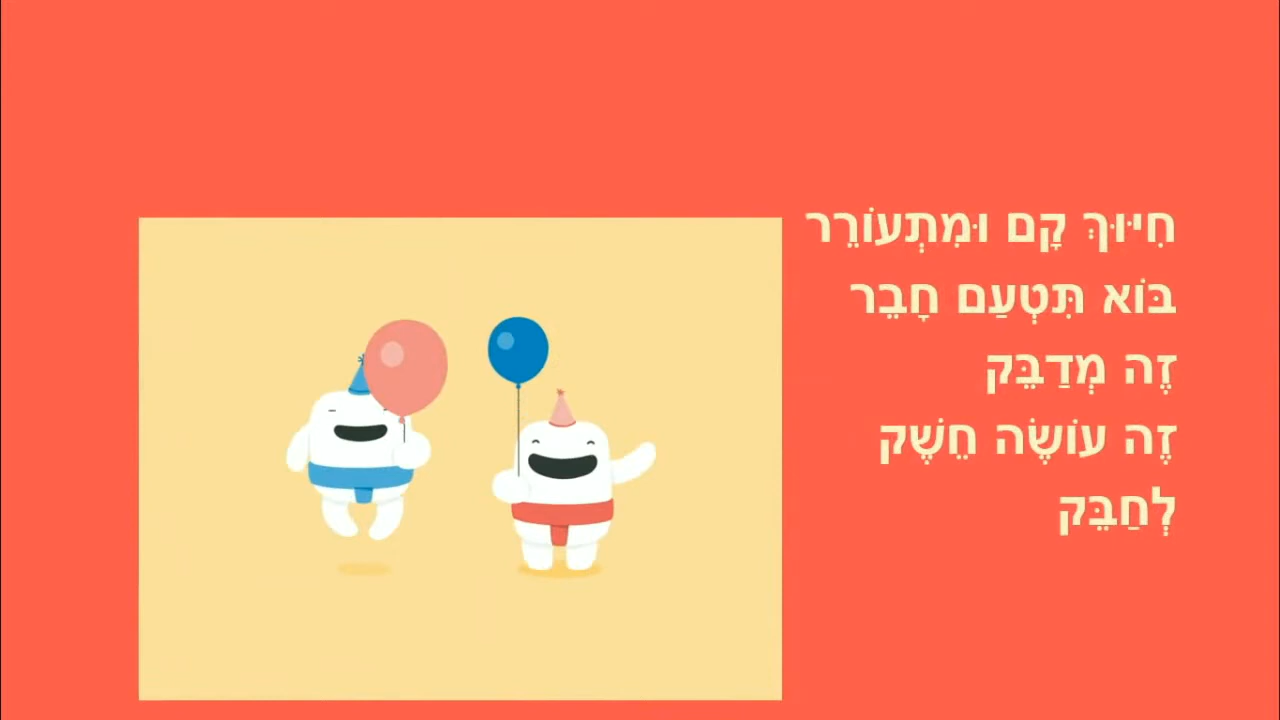 חִיּוּךְ קָם וּמִתְעוֹרֵר
בּוֹא תִּטְעַם חָבֵר
זֶה מְדַבֵּק
זֶה עוֹשֶׂה חֵשֶׁק
לְחַבֵּק